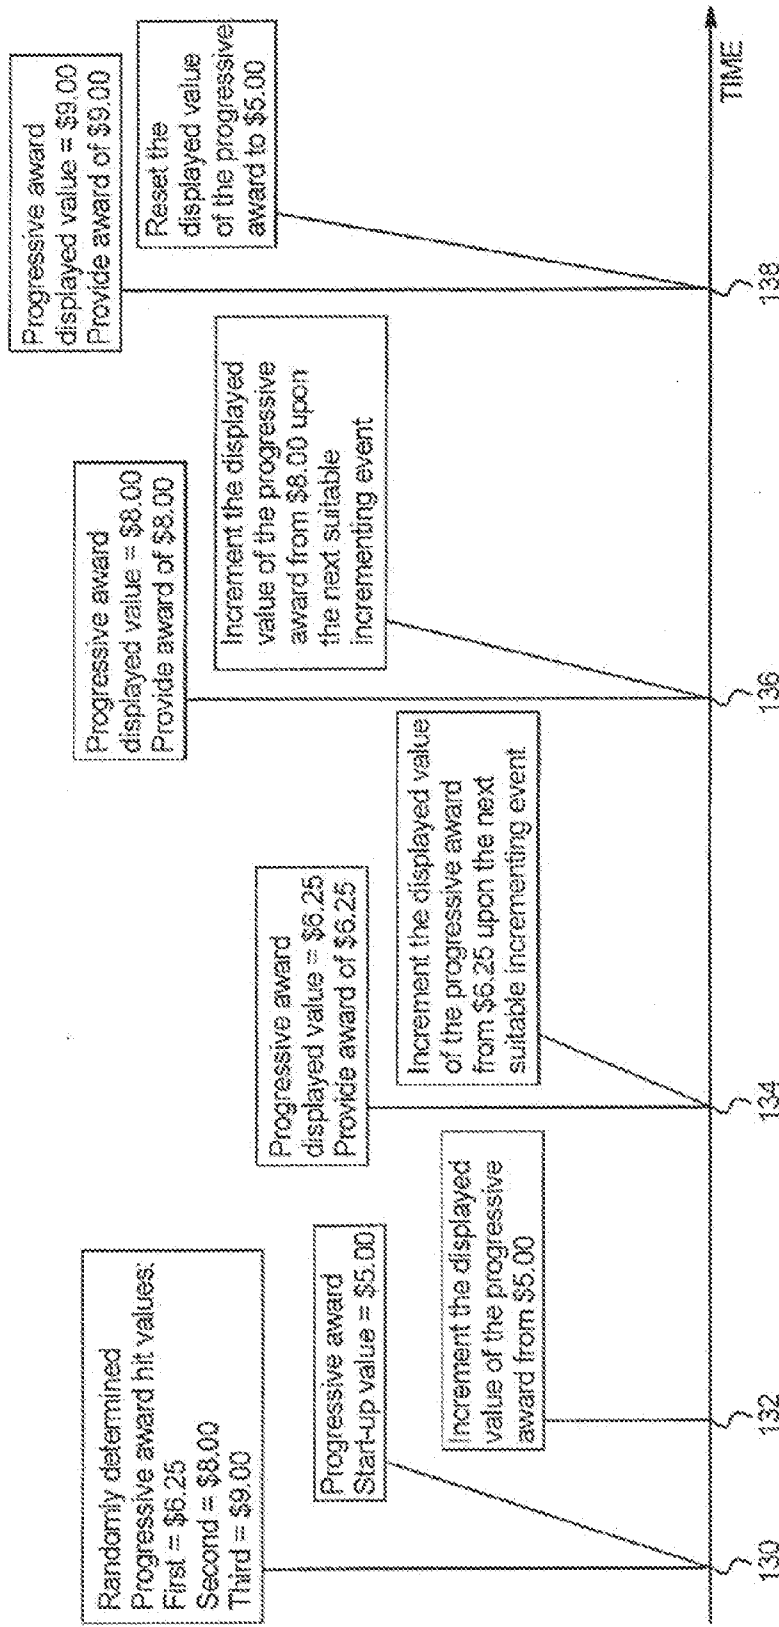 Randomly determined
Progressive award hit values:
First = $6.25
Second = $8.00
Third = $9.00
Progressive award
Start-up value = $5.00
Increment the displayed
value of the progressive
award from $5.00
Progressive award
displayed value = $6.25
Provide award of $6.25
Increment the displayed value
of the progressive award
from $6.25 upon the next
suitable incrementing event
Progressive award
displayed value = $8.00
Provide award of $8.00
Increment the displayed
value of the progressive
award from $8.00 upon
the next suitable
incrementing event
Progressive award
displayed value = $9.00
Provide award of $9.00
Reset the
displayed value
of the progressive
award to $5.00
TIME
130
132
134
136
138